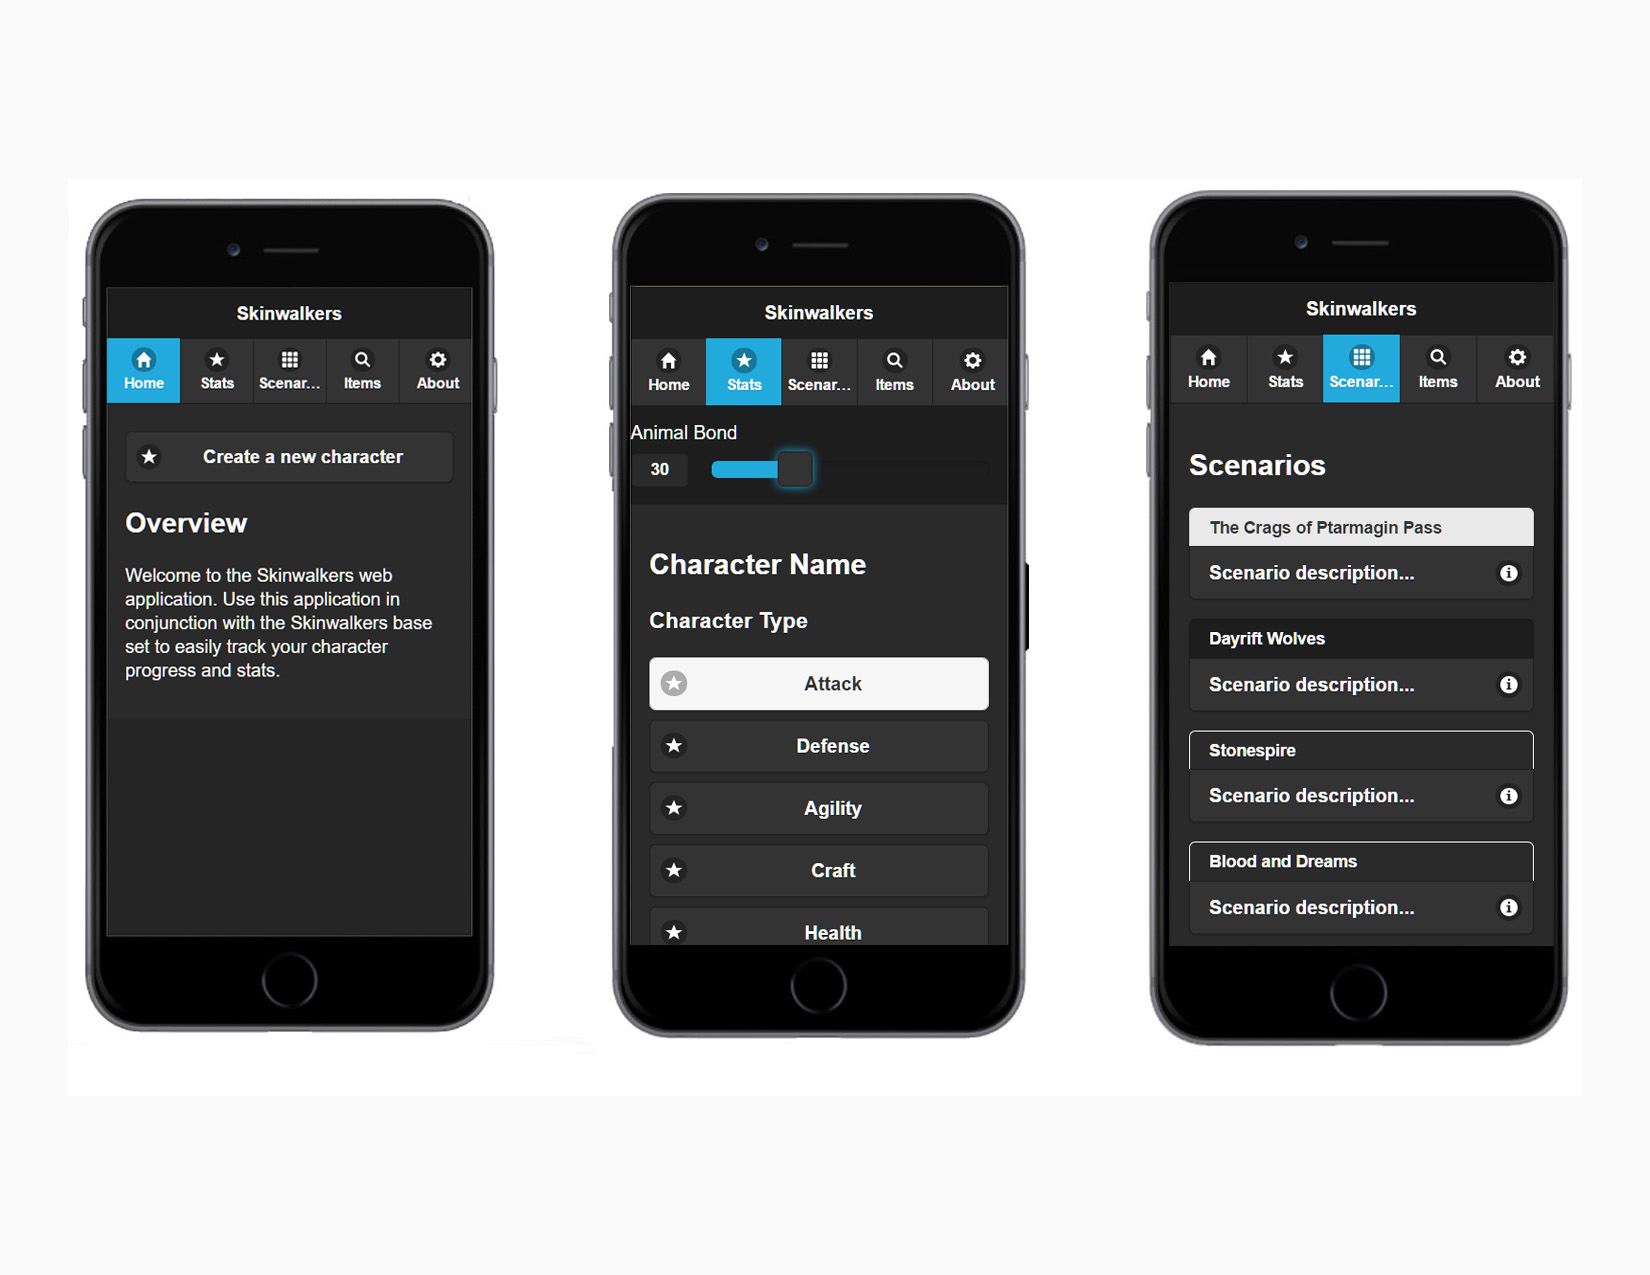 Skinwalkers
Home Stats Scenar... Items About
Create a new character
Overview
Welcome to the Skinwalkers web
application. Use this application in
conjunction with the Skinwalkers base
set to easily track your character
progress and stats.
Skinwalkers
Home Stats Scenar... Items About
Animal Bond
30
Character Name
Character Type
Attack
Defense
Agility
Craft
Health
Skinwalkers
Home Stats Scenar... Items About
Scenarios
The Crags of Ptarmagin Pass
Scenario description...
Dayrift Wolves
Scenario description...
Stonespire
Scenario description...
Blood and Dreams
Scenario description...